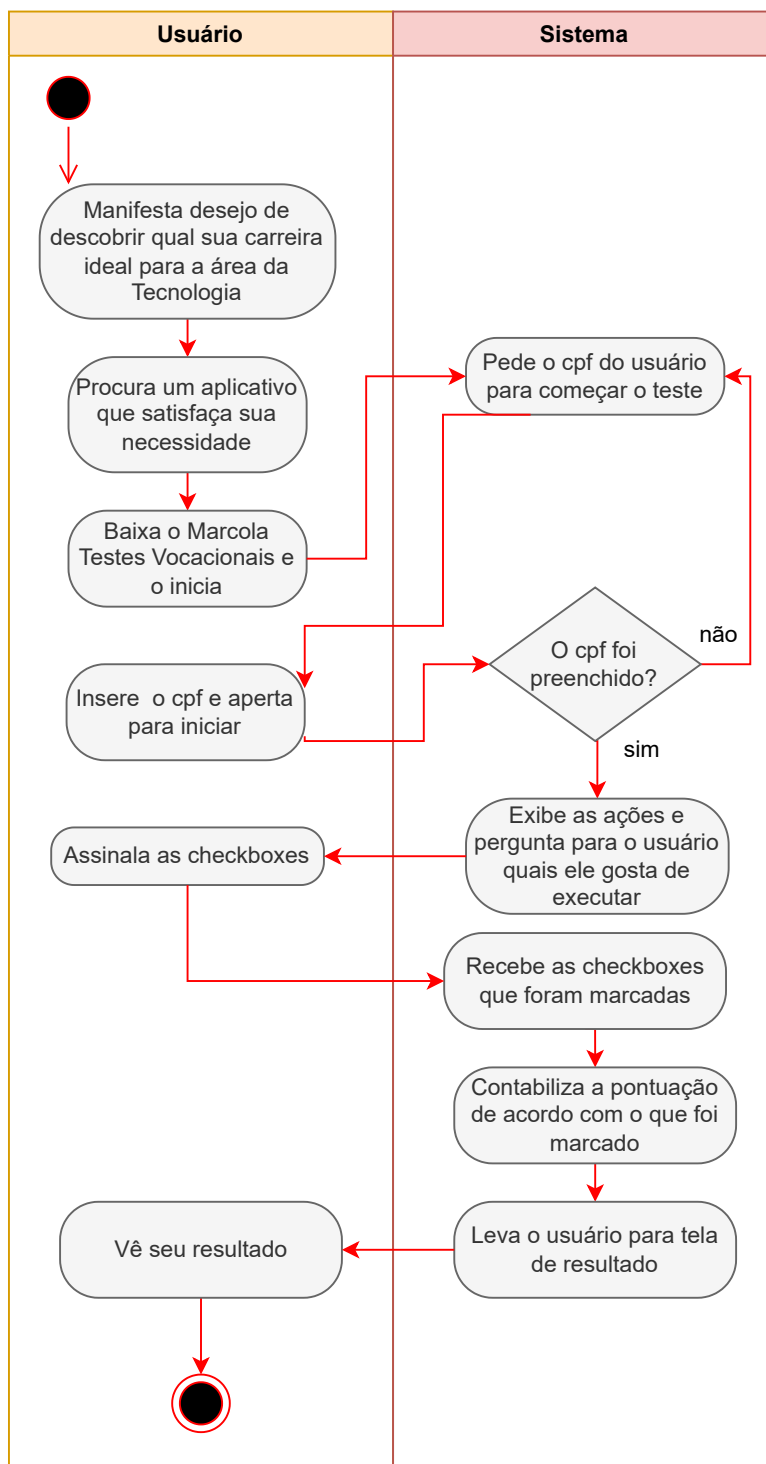 Usuário
Sistema
Manifesta desejo de
descobrir qual sua carreira
ideal para a área da
Tecnologia
Procura um aplicativo
que satisfaça sua
necessidade
Pede o cpf do usuário
para começar o teste
Baixa o Marcola
Testes Vocacionais e
o inicia
Insere o cpf e aperta
para iniciar
O cpf foi
preenchido?
não
sim
Exibe as ações e
pergunta para o usuário
quais ele gosta de
executar
Assinala as checkboxes
Recebe as checkboxes
que foram marcadas
Contabiliza a pontuação
de acordo com o que foi
marcado
Leva o usuário para tela
de resultado
Vê seu resultado